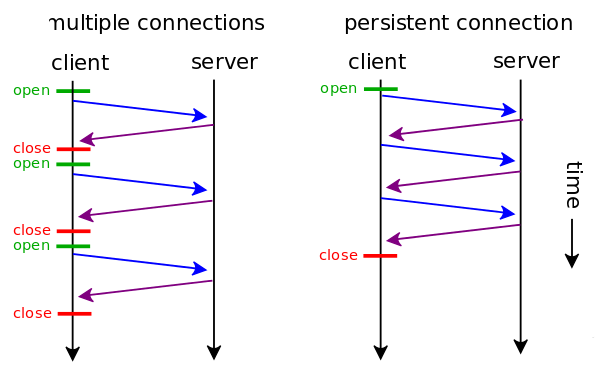 multiple connections
client server
open
close
open
close
open
close
persistent connection
client server
open
close
time